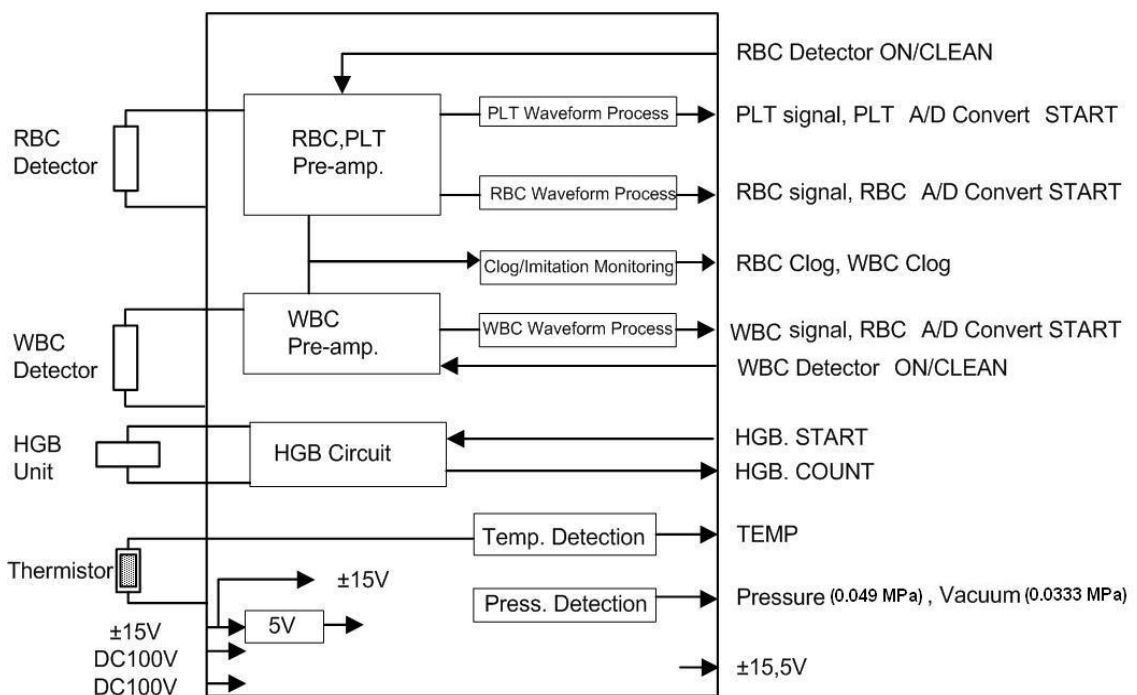 RBC Detector ON/CLEAN
RBC
Detector
RBC,PLT
Pre-amp.
PLT Waveform Process
PLT signal, PLT A/D Convert START
RBC Waveform Process
RBC signal, RBC A/D Convert START
Clog/Imitation Monitoring
RBC Clog, WBC Clog
WBC
Detector
WBC
Pre-amp.
WBC Waveform Process
WBC signal, RBC A/D Convert START
WBC Detector ON/CLEAN
HGB
Unit
HGB Circuit
HGB. START
HGB. COUNT
Temp. Detection
TEMP
Thermistor
±15V
Press. Detection
Pressure (0.049 MPa) , Vacuum (0.0333 MPa)
±15V
5V
DC100V
DC100V
±15,5V